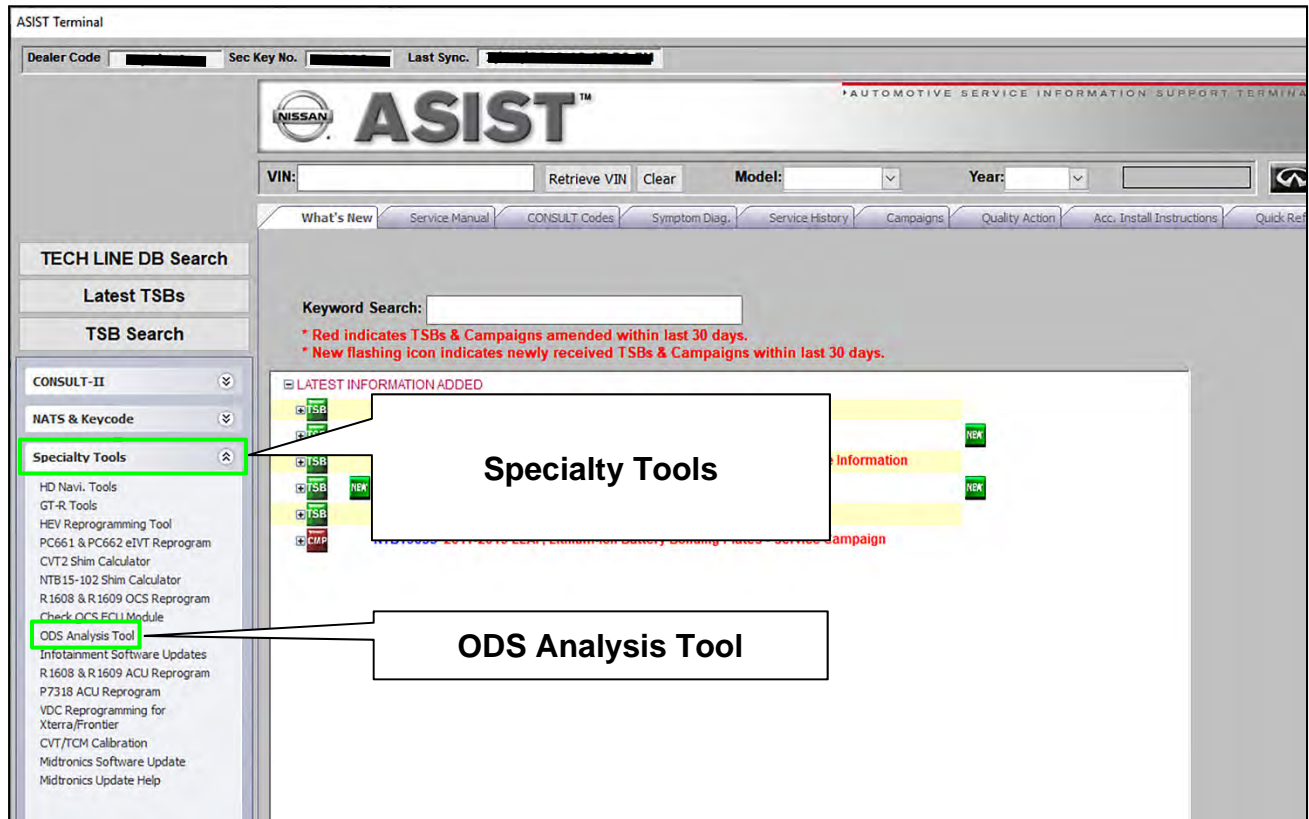 ASIST Terminal
Dealer Code Sec Key No. Last Sync.
NISSAN ASIST™
AUTOMOTIVE SERVICE INFORMATION SUPPORT
VIN: Retrieve VIN Clear Model: Year:
What's New Service Manual CONSULT Codes Symptom Diag. Service History Campaigns Quality Action Acc. Install Instructions Quick Ref
TECH LINE DB Search
Latest TSBs
TSB Search
Keyword Search:
* Red indicates TSBs & Campaigns amended within last 30 days.
* New flashing icon indicates newly received TSBs & Campaigns within last 30 days.
CONSULT-II
NATS & Keycode
Specialty Tools
HD Navi. Tools
GT-R Tools
HEV Reprogramming Tool
PC661 & PC662 eIVT Reprogram
CVT2 Shim Calculator
NTB15-102 Shim Calculator
R1608 & R1609 OCS Reprogram
Check OCS ECU Module
ODS Analysis Tool
Infotainment Software Updates
R1608 & R1609 ACU Reprogram
P7318 ACU Reprogram
VDC Reprogramming for
Xterra/Frontier
CVT/TCM Calibration
Midtronics Software Update
Midtronics Update Help
LATEST INFORMATION ADDED
TSB
NEW
TSB Information
TSB NEW NEW
TSB
CMP Campaign
Specialty Tools
ODS Analysis Tool